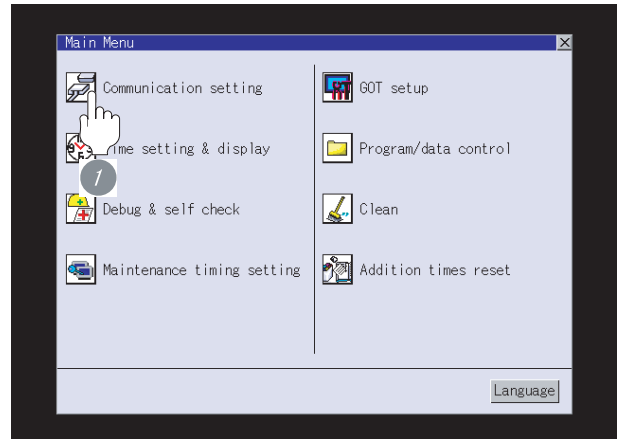 Main Menu
Communication setting
Time setting & display
Debug & self check
Maintenance timing setting
GOT setup
Program/data control
Clean
Addition times reset
Language
1